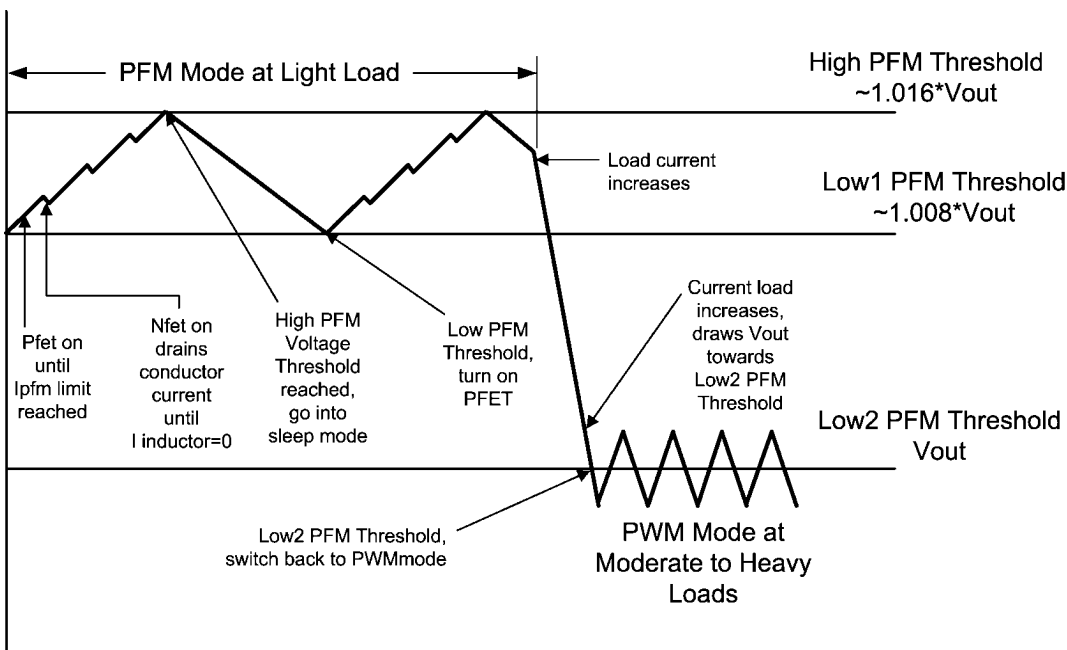 PFM Mode at Light Load
High PFM Threshold
~1.016*Vout
Load current
increases
Low1 PFM Threshold
~1.008*Vout
Pfet on
until
Ipfm limit
reached
Nfet on
drains
conductor
current
until
I inductor=0
High PFM
Voltage
Threshold
reached,
go into
sleep mode
Low PFM
Threshold,
turn on
PFET
Current load
increases,
draws Vout
towards
Low2 PFM
Threshold
Low2 PFM Threshold
Vout
Low2 PFM Threshold,
switch back to PWMmode
PWM Mode at
Moderate to Heavy
Loads